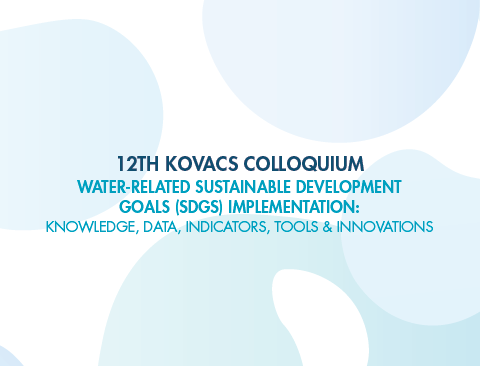 12TH KOVACS COLLOQUIUM
WATER-RELATED SUSTAINABLE DEVELOPMENT
GOALS (SDGS) IMPLEMENTATION:
KNOWLEDGE, DATA, INDICATORS, TOOLS & INNOVATIONS